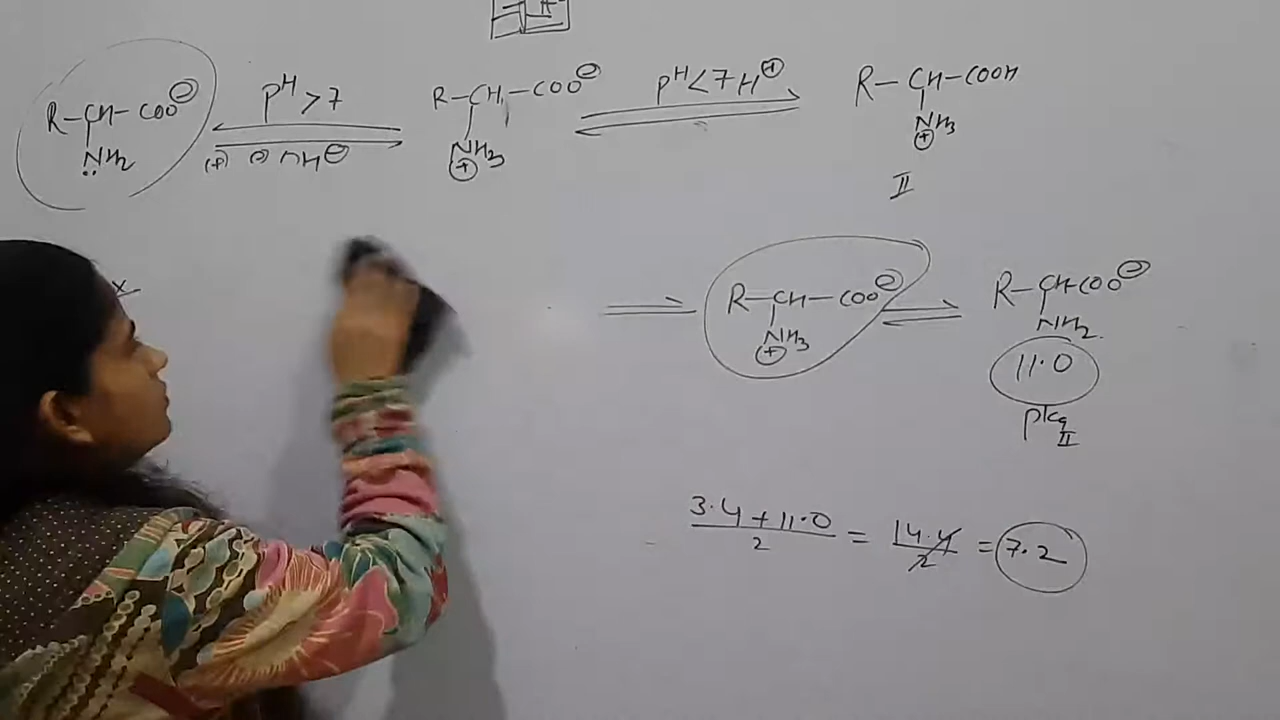 R-CH-COO⊖ pH>7 R-CH-COO⊖ pH<7 H⊕ R-CH-COOH
NH2 OH⊖ NH3 NH3
⊕ ⊕
II
x
R-CH-COO⊖ R-CH-COO⊖
NH3 NH2
⊕
11.0
pka II
3.4+11.0/2 = 14.4/2 = 7.2